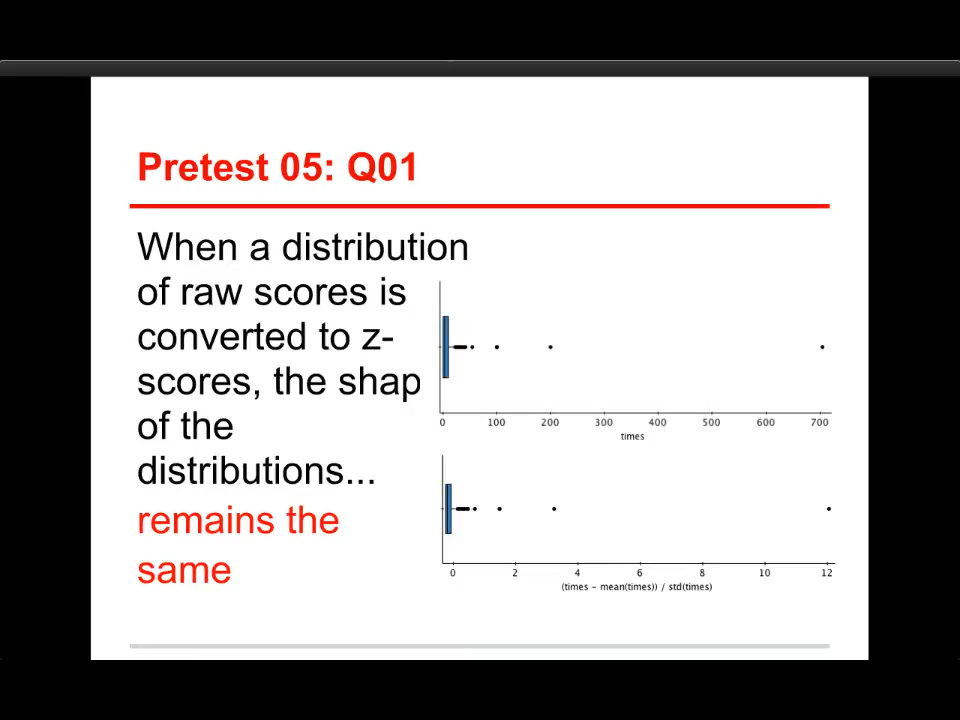 Pretest 05: Q01
When a distribution
of raw scores is
converted to z-
scores, the shap
of the
distributions...
remains the
same
0 100 200 300 400 500 600 700
times
0 2 4 6 8 10 12
(times - mean(times)) / std(times)